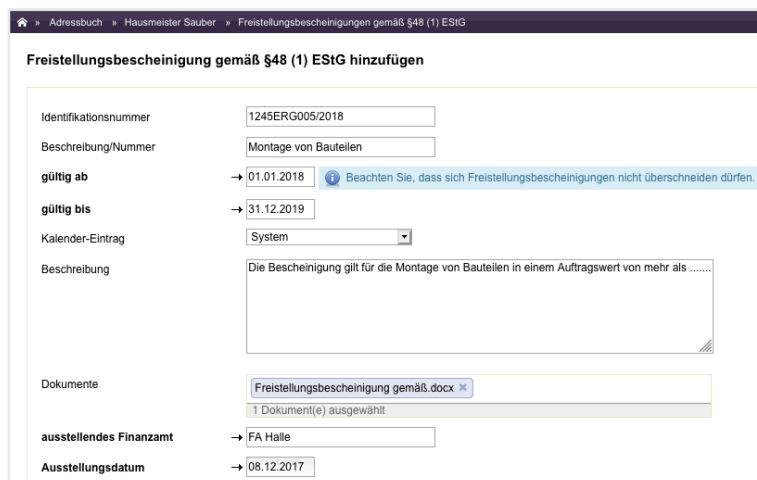 » Adressbuch » Hausmeister Sauber » Freistellungsbescheinigungen gemäß §48 (1) EStG
Freistellungsbescheinigung gemäß §48 (1) EStG hinzufügen
Identifikationsnummer 1245ERG005/2018
Beschreibung/Nummer Montage von Bauteilen
gültig ab → 01.01.2018 Beachten Sie, dass sich Freistellungsbescheinigungen nicht überschneiden dürfen.
gültig bis → 31.12.2019
Kalender-Eintrag System
Beschreibung Die Bescheinigung gilt für die Montage von Bauteilen in einem Auftragswert von mehr als .......
Dokumente Freistellungsbescheinigung gemäß.docx ×
1 Dokument(e) ausgewählt
ausstellendes Finanzamt → FA Halle
Ausstellungsdatum → 08.12.2017